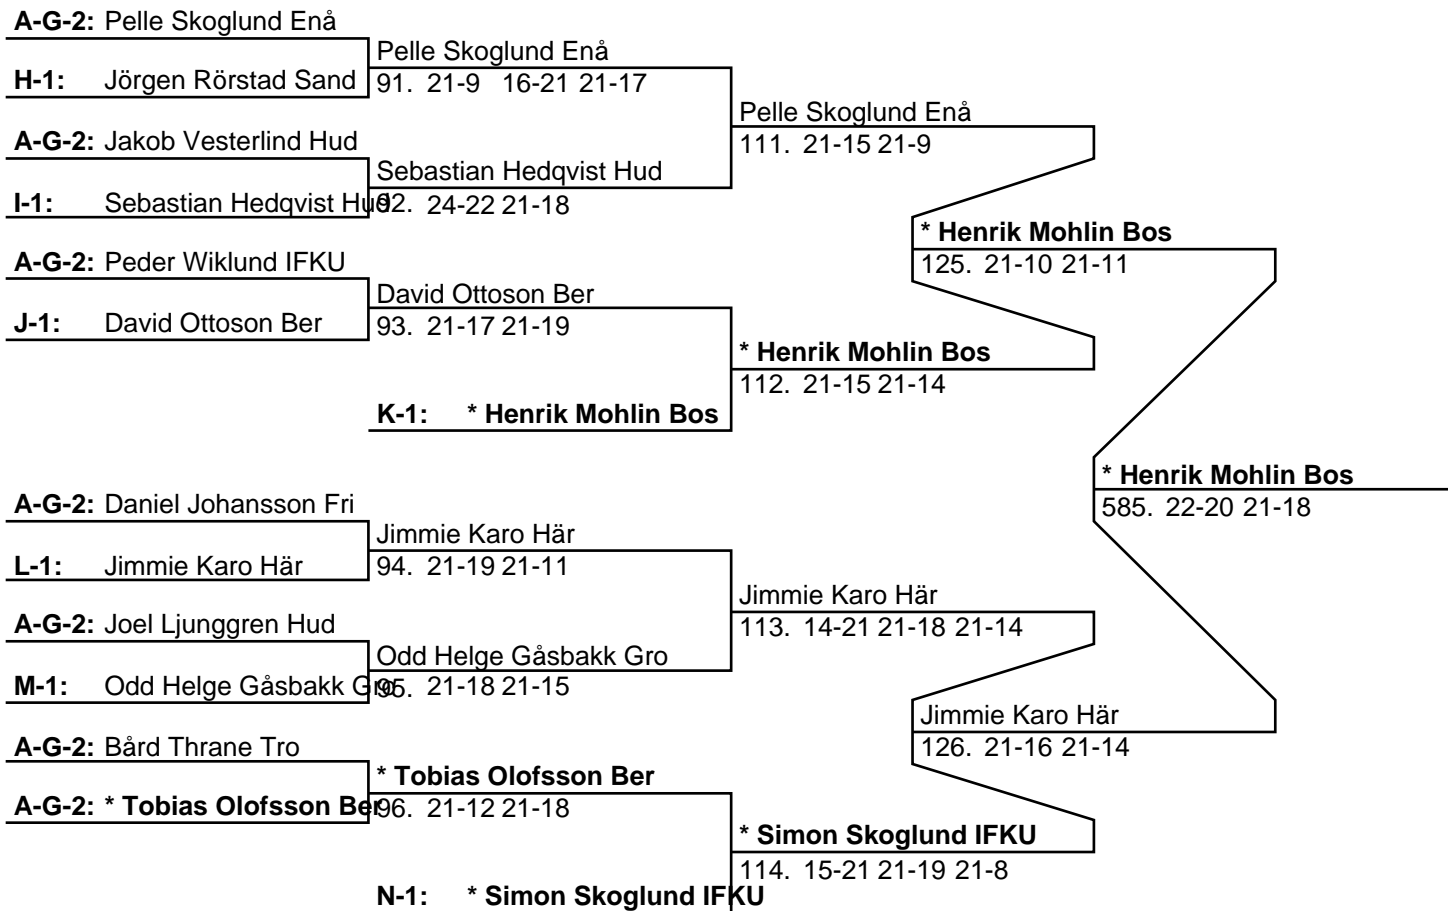 A-G-2: Pelle Skoglund Enå
Pelle Skoglund Enå
H-1: Jörgen Rörstad Sand
91. 21-9 16-21 21-17
Pelle Skoglund Enå
A-G-2: Jakob Vesterlind Hud
111. 21-15 21-9
Sebastian Hedqvist Hud
I-1: Sebastian Hedqvist Hud
92. 24-22 21-18
* Henrik Mohlin Bos
A-G-2: Peder Wiklund IFKU
125. 21-10 21-11
David Ottoson Ber
J-1: David Ottoson Ber
93. 21-17 21-19
* Henrik Mohlin Bos
112. 21-15 21-14
K-1: * Henrik Mohlin Bos
* Henrik Mohlin Bos
A-G-2: Daniel Johansson Fri
585. 22-20 21-18
Jimmie Karo Här
L-1: Jimmie Karo Här
94. 21-19 21-11
Jimmie Karo Här
A-G-2: Joel Ljunggren Hud
113. 14-21 21-18 21-14
Odd Helge Gåsbakk Gro
M-1: Odd Helge Gåsbakk Gro
95. 21-18 21-15
Jimmie Karo Här
A-G-2: Bård Thrane Tro
126. 21-16 21-14
* Tobias Olofsson Ber
A-G-2: * Tobias Olofsson Ber
96. 21-12 21-18
* Simon Skoglund IFKU
114. 15-21 21-19 21-8
N-1: * Simon Skoglund IFKU